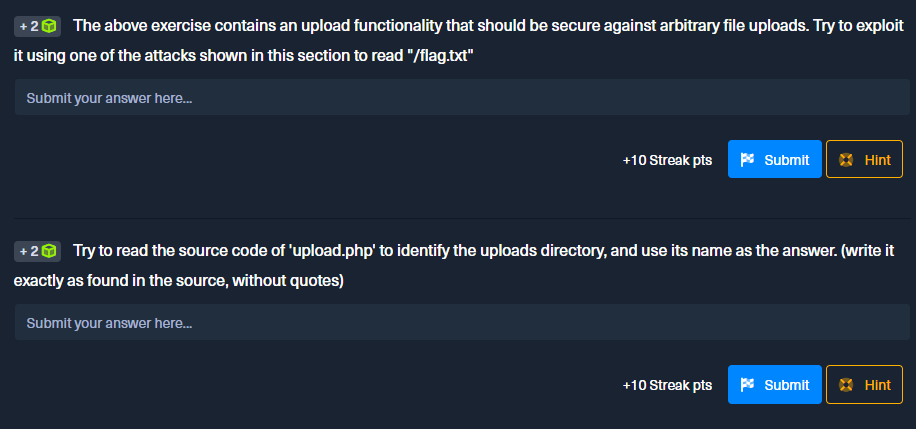 + 2 The above exercise contains an upload functionality that should be secure against arbitrary file uploads. Try to exploit
it using one of the attacks shown in this section to read "/flag.txt"
Submit your answer here...
+10 Streak pts Submit Hint
+ 2 Try to read the source code of 'upload.php' to identify the uploads directory, and use its name as the answer. (write it
exactly as found in the source, without quotes)
Submit your answer here...
+10 Streak pts Submit Hint